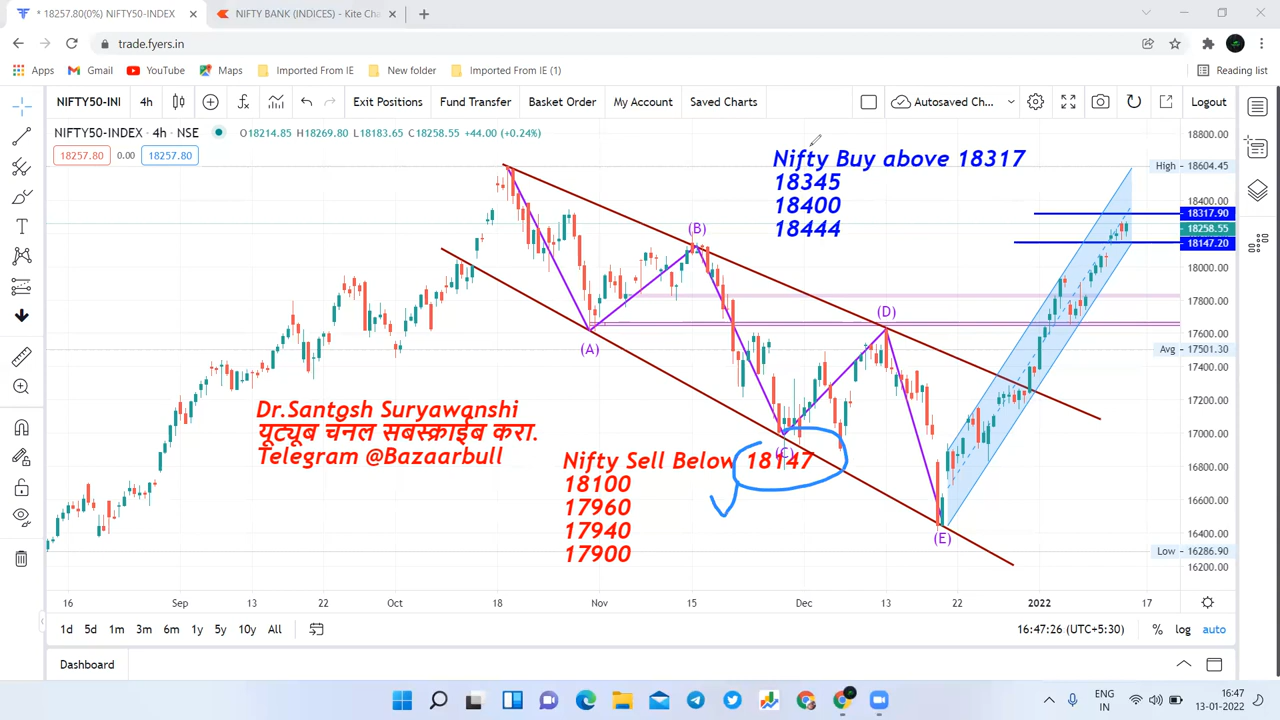 * 18257.80(0%) NIFTY50-INDEX
NIFTY BANK (INDICES) - Kite Cha
trade.fyers.in
Apps Gmail YouTube Maps Imported From IE New folder Imported From IE (1) Reading list
NIFTY50-INI 4h Exit Positions Fund Transfer Basket Order My Account Saved Charts Autosaved Ch... Logout
NIFTY50-INDEX · 4h · NSE O18214.85 H18269.80 L18183.65 C18258.55 +44.00 (+0.24%)
18257.80 0.00 18257.80
Nifty Buy above 18317
18345
18400
18444
(A)
(B)
(C)
(D)
(E)
Dr.Santosh Suryawanshi
यूट्यूब चॅनल सबस्क्राईब करा.
Telegram @Bazaarbull
Nifty Sell Below 18147
18100
17960
17940
17900
18800.00
High 18604.45
18400.00
18317.90
18258.55
18147.20
18000.00
17800.00
17600.00
Avg 17501.30
17400.00
17200.00
17000.00
16800.00
16600.00
16400.00
Low 16286.90
16200.00
16 Sep 13 22 Oct 18 Nov 15 Dec 13 22 2022 17
1d 5d 1m 3m 6m 1y 5y 10y All 16:47:26 (UTC+5:30) % log auto
Dashboard
ENG
IN
16:47
13-01-2022